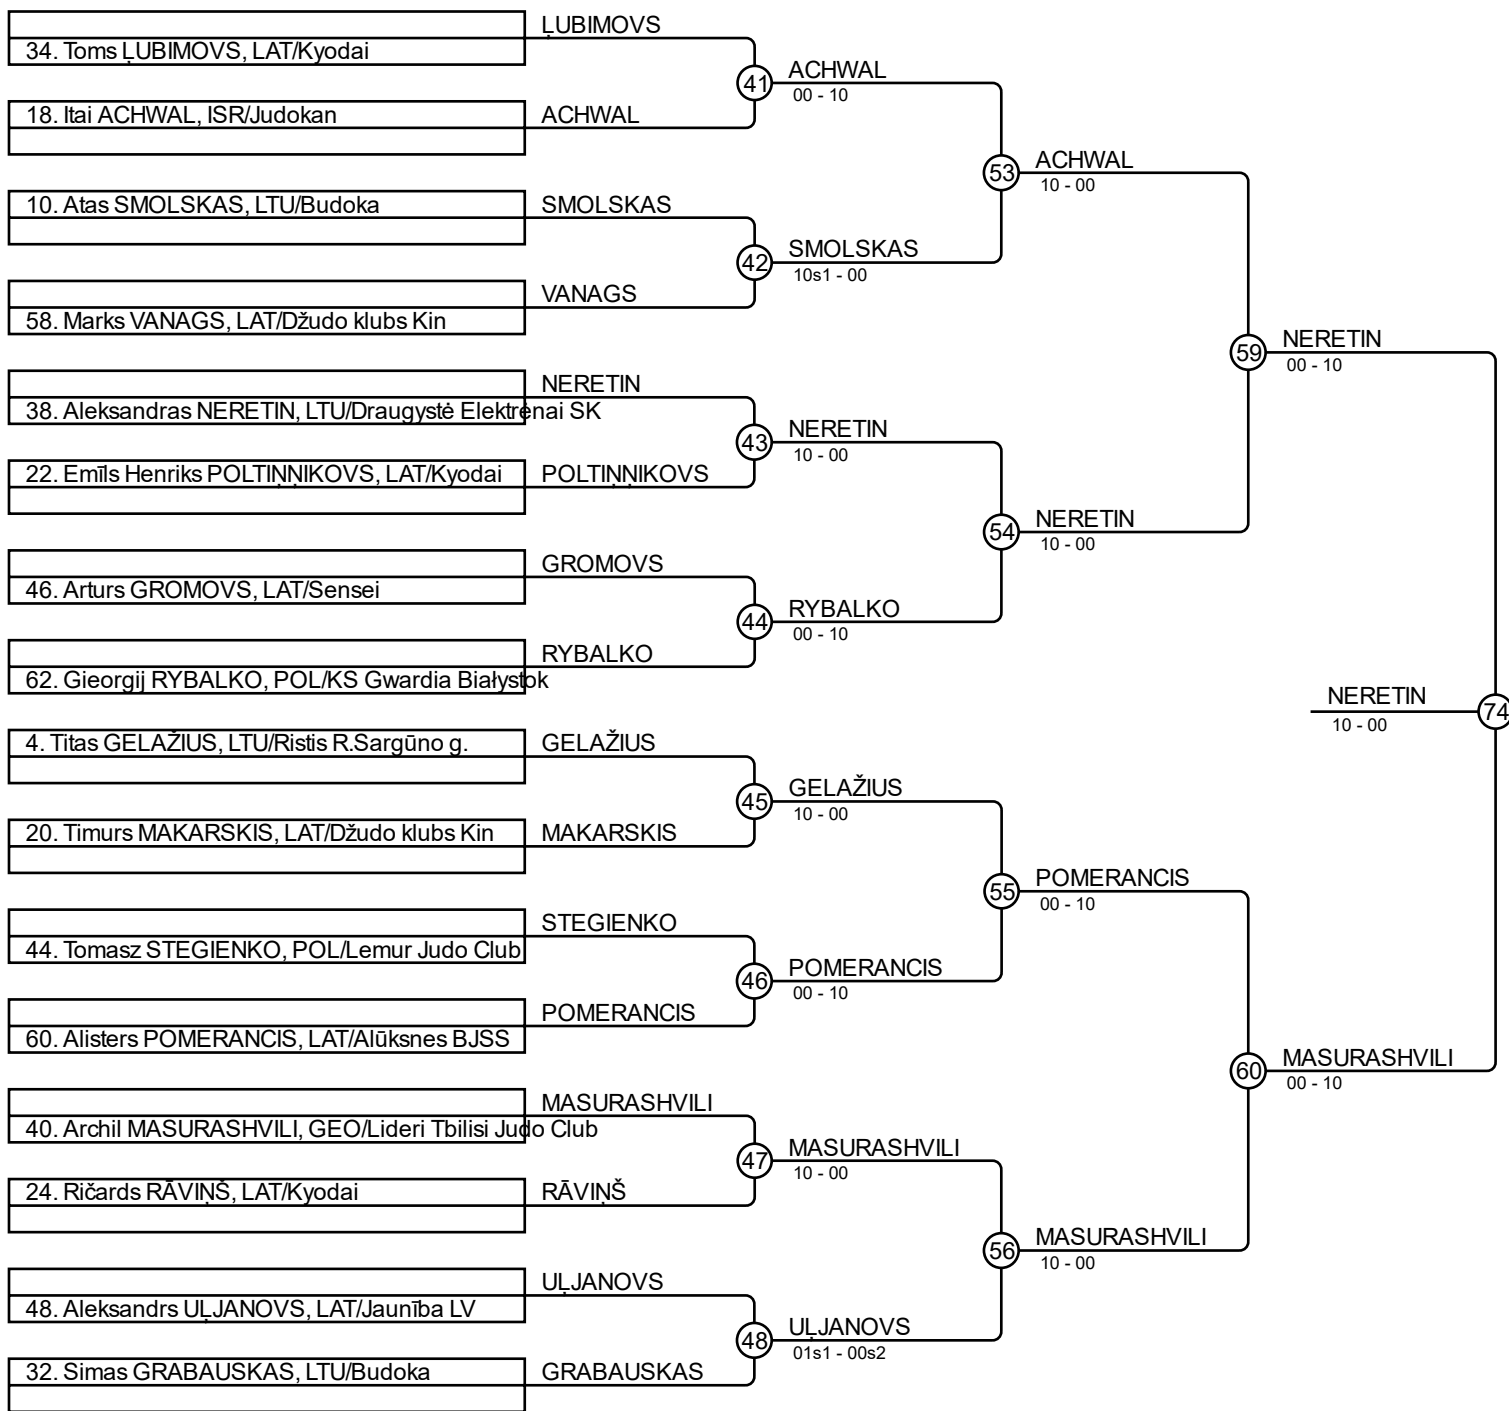 ĻUBIMOVS
34. Toms ĻUBIMOVS, LAT/Kyodai
41
ACHWAL
00 - 10
18. Itai ACHWAL, ISR/Judokan
ACHWAL
53
ACHWAL
10 - 00
10. Atas SMOLSKAS, LTU/Budoka
SMOLSKAS
42
SMOLSKAS
10s1 - 00
VANAGS
58. Marks VANAGS, LAT/Džudo klubs Kin
59
NERETIN
00 - 10
NERETIN
38. Aleksandras NERETIN, LTU/Draugystė Elektrėnai SK
43
NERETIN
10 - 00
22. Emīls Henriks POLTIŅŅIKOVS, LAT/Kyodai
POLTIŅŅIKOVS
54
NERETIN
10 - 00
GROMOVS
46. Arturs GROMOVS, LAT/Sensei
44
RYBALKO
00 - 10
RYBALKO
62. Gieorgij RYBALKO, POL/KS Gwardia Białystok
NERETIN
10 - 00
74
4. Titas GELAŽIUS, LTU/Ristis R.Sargūno g.
GELAŽIUS
45
GELAŽIUS
10 - 00
20. Timurs MAKARSKIS, LAT/Džudo klubs Kin
MAKARSKIS
55
POMERANCIS
00 - 10
STEGIENKO
44. Tomasz STEGIENKO, POL/Lemur Judo Club
46
POMERANCIS
00 - 10
POMERANCIS
60. Alisters POMERANCIS, LAT/Alūksnes BJSS
60
MASURASHVILI
00 - 10
MASURASHVILI
40. Archil MASURASHVILI, GEO/Lideri Tbilisi Judo Club
47
MASURASHVILI
10 - 00
24. Ričards RĀVIŅŠ, LAT/Kyodai
RĀVIŅŠ
56
MASURASHVILI
10 - 00
UĻJANOVS
48. Aleksandrs UĻJANOVS, LAT/Jaunība LV
48
UĻJANOVS
01s1 - 00s2
32. Simas GRABAUSKAS, LTU/Budoka
GRABAUSKAS